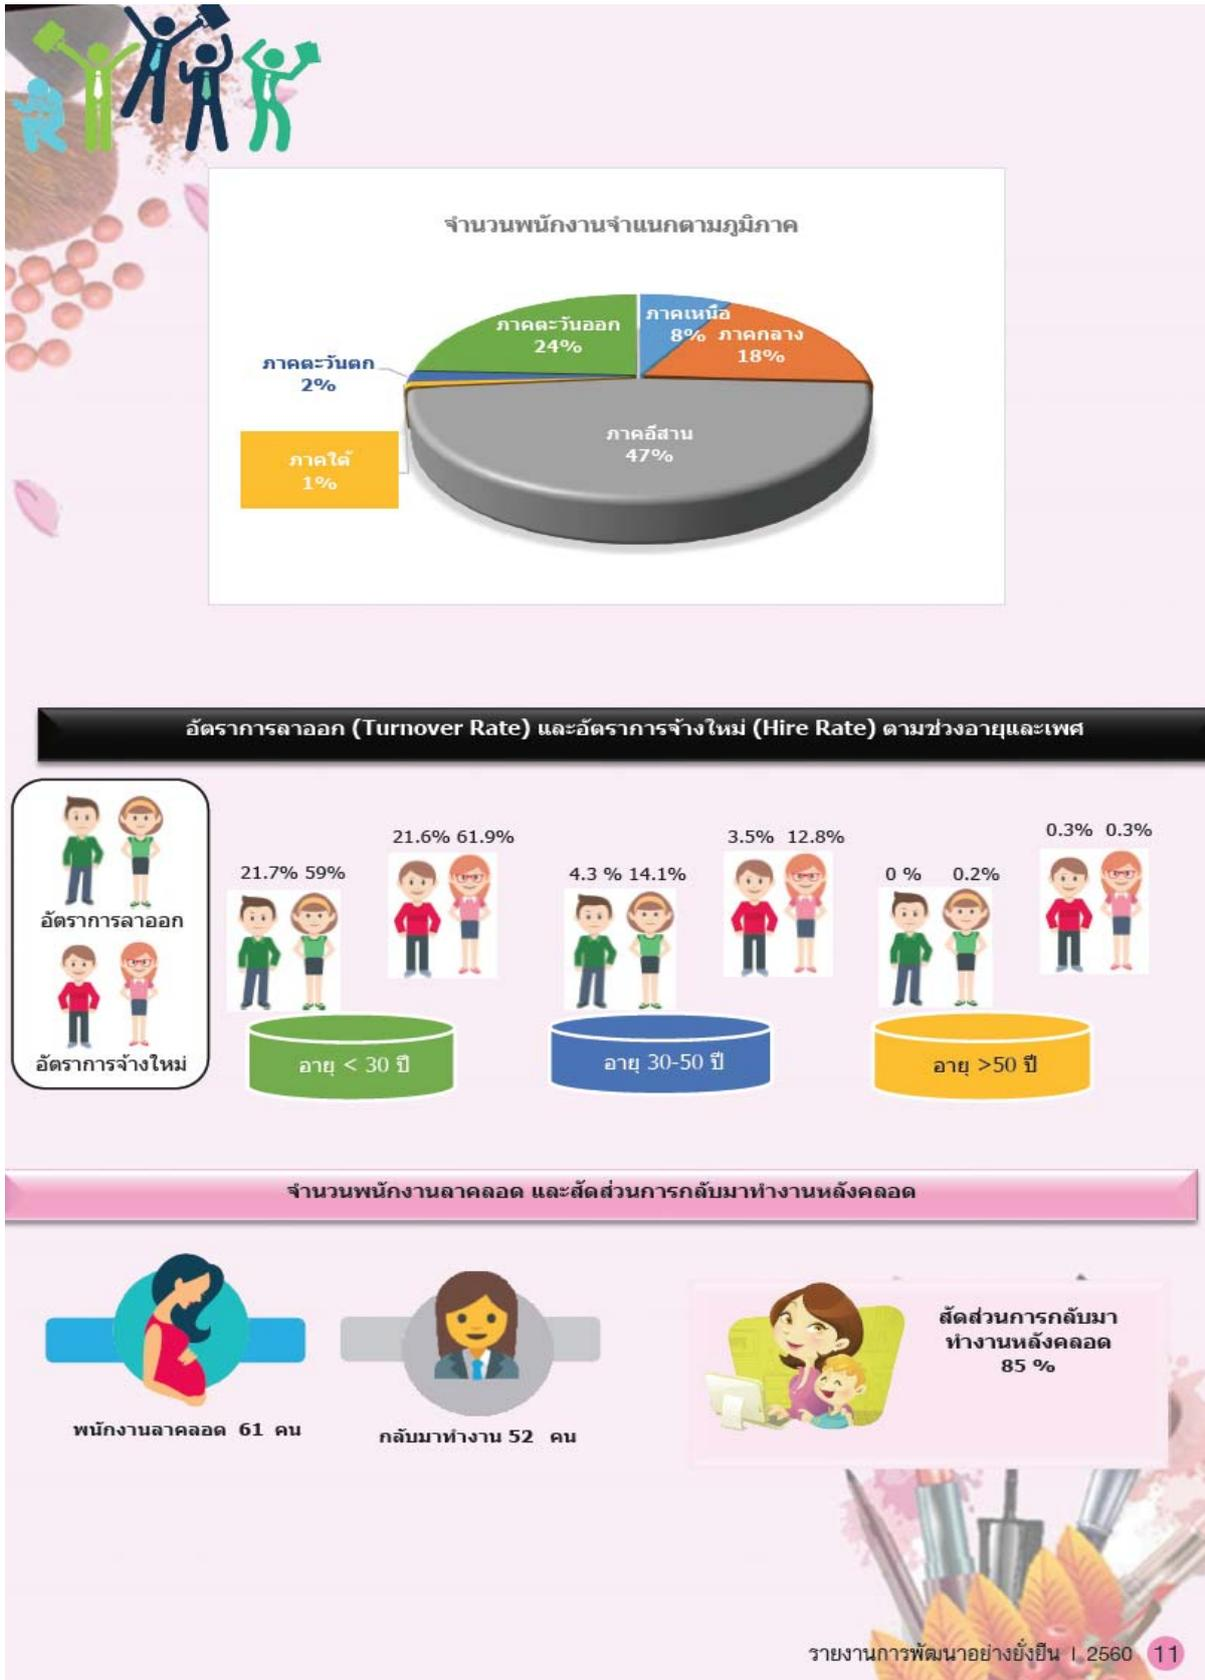 จำนวนพนักงานจำแนกตามภูมิภาค
ภาคเหนือ
8%
ภาคกลาง
18%
ภาคตะวันออก
24%
ภาคตะวันตก
2%
ภาคใต้
1%
ภาคอีสาน
47%
อัตราการลาออก (Turnover Rate) และอัตราการจ้างใหม่ (Hire Rate) ตามช่วงอายุและเพศ
อัตราการลาออก
อัตราการจ้างใหม่
21.7% 59%
21.6% 61.9%
อายุ < 30 ปี
4.3 % 14.1%
3.5% 12.8%
อายุ 30-50 ปี
0 % 0.2%
0.3% 0.3%
อายุ >50 ปี
จำนวนพนักงานลาคลอด และสัดส่วนการกลับมาทำงานหลังคลอด
พนักงานลาคลอด 61 คน
กลับมาทำงาน 52 คน
สัดส่วนการกลับมา
ทำงานหลังคลอด
85 %
รายงานการพัฒนาอย่างยั่งยืน | 2560 11